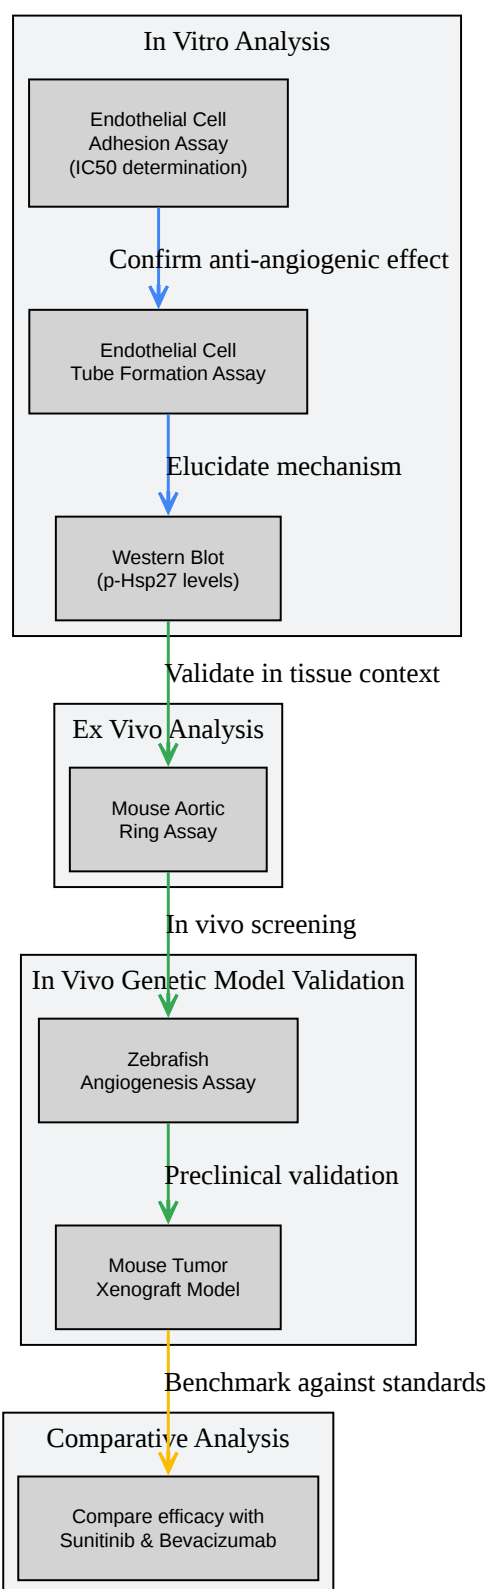 In Vitro Analysis
Endothelial Cell
Adhesion Assay
(IC50 determination)
Confirm anti-angiogenic effect
Endothelial Cell
Tube Formation Assay
Elucidate mechanism
Western Blot
(p-Hsp27 levels)
Validate in tissue context
Ex Vivo Analysis
Mouse Aortic
Ring Assay
In vivo screening
In Vivo Genetic Model Validation
Zebrafish
Angiogenesis Assay
Preclinical validation
Mouse Tumor
Xenograft Model
Benchmark against standards
Comparative Analysis
Compare efficacy with
Sunitinib & Bevacizumab